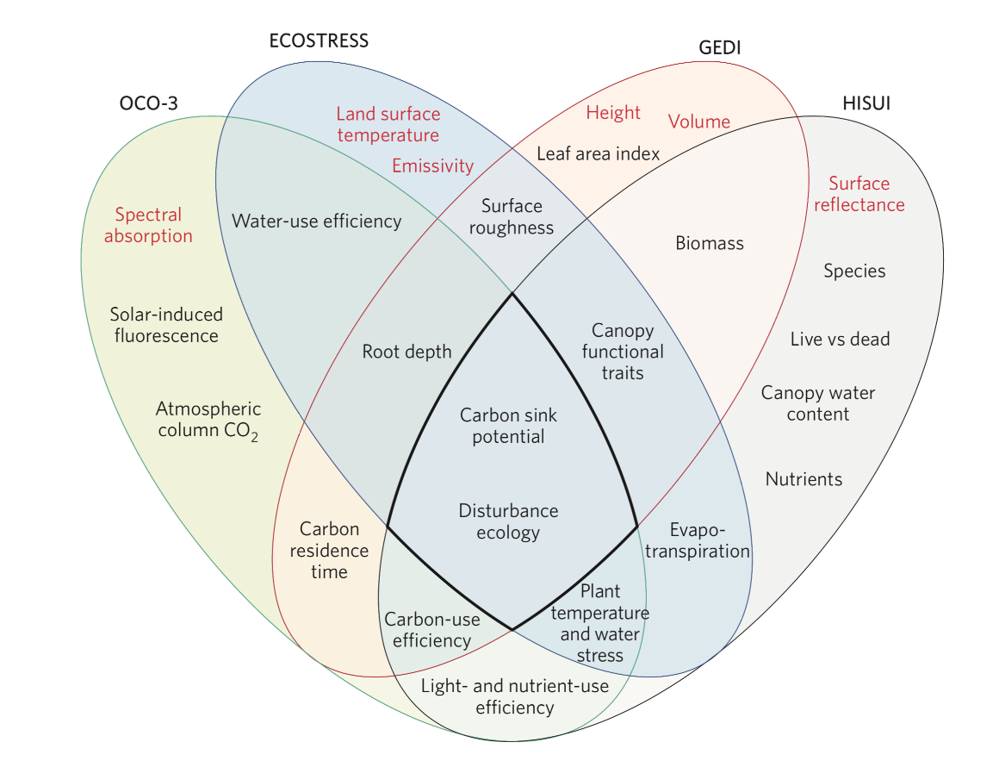 ECOSTRESS
GEDI
OCO-3
HISUI
Land surface
temperature
Emissivity
Height
Volume
Leaf area index
Surface
reflectance
Spectral
absorption
Water-use efficiency
Surface
roughness
Biomass
Species
Solar-induced
fluorescence
Root depth
Canopy
functional
traits
Live vs dead
Atmospheric
column CO₂
Carbon sink
potential
Canopy water
content
Nutrients
Disturbance
ecology
Carbon
residence
time
Evapo-
transpiration
Carbon-use
efficiency
Plant
temperature
and water
stress
Light- and nutrient-use
efficiency